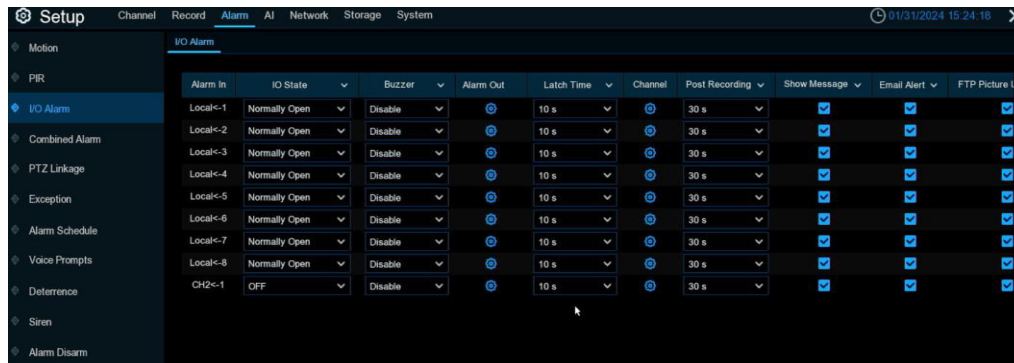 Setup Channel Record Alarm AI Network Storage System 01/31/2024 15:24:18
Motion
PIR
I/O Alarm
Combined Alarm
PTZ Linkage
Exception
Alarm Schedule
Voice Prompts
Deterrence
Siren
Alarm Disarm
I/O Alarm
Alarm In IO State Buzzer Alarm Out Latch Time Channel Post Recording Show Message Email Alert FTP Picture
Local<-1 Normally Open Disable 10 s 30 s
Local<-2 Normally Open Disable 10 s 30 s
Local<-3 Normally Open Disable 10 s 30 s
Local<-4 Normally Open Disable 10 s 30 s
Local<-5 Normally Open Disable 10 s 30 s
Local<-6 Normally Open Disable 10 s 30 s
Local<-7 Normally Open Disable 10 s 30 s
Local<-8 Normally Open Disable 10 s 30 s
CH2<-1 OFF Disable 10 s 30 s